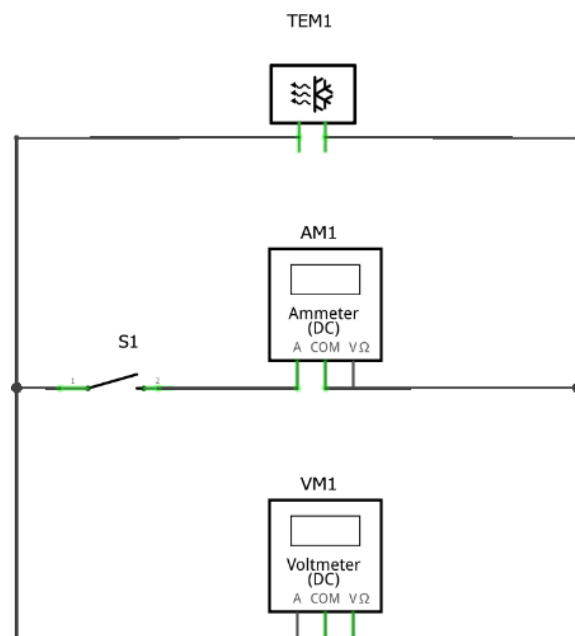 TEM1
AM1
Ammeter
(DC)
A COM VΩ
S1
1 2
VM1
Voltmeter
(DC)
A COM VΩ